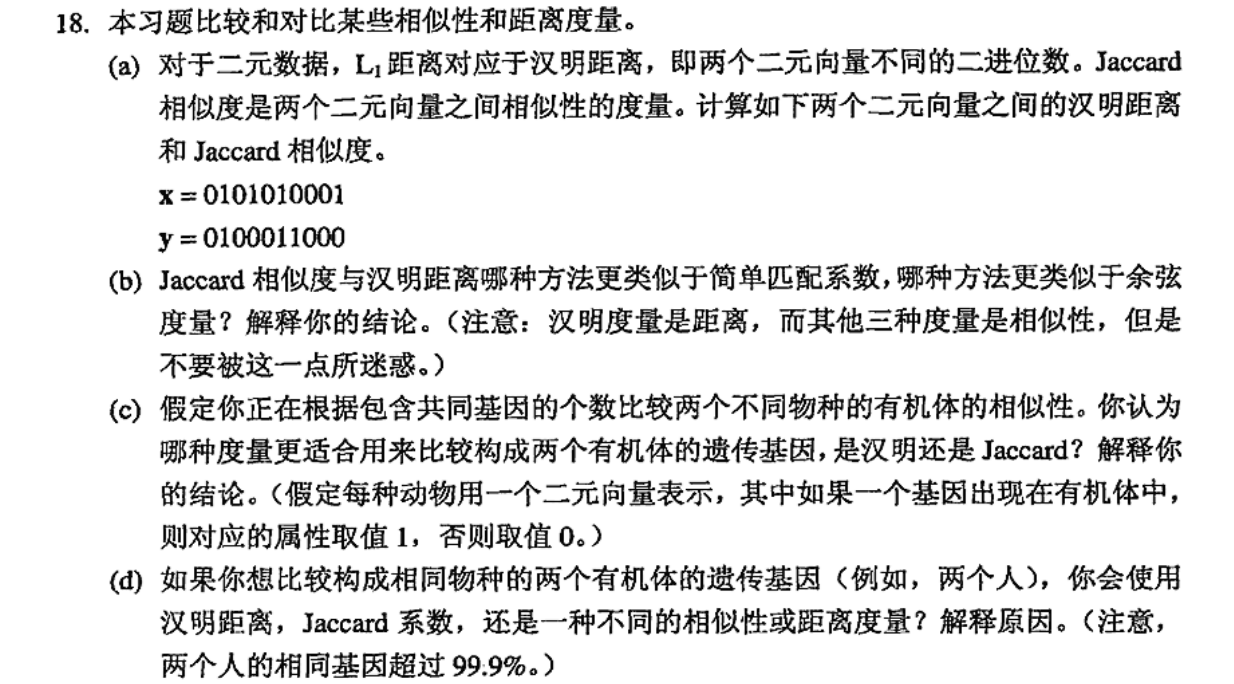 18. 本习题比较和对比某些相似性和距离度量。
(a) 对于二元数据，L₁ 距离对应于汉明距离，即两个二元向量不同的二进位数。Jaccard
相似度是两个二元向量之间相似性的度量。计算如下两个二元向量之间的汉明距离
和 Jaccard 相似度。
x = 0101010001
y = 0100011000
(b) Jaccard 相似度与汉明距离哪种方法更类似于简单匹配系数，哪种方法更类似于余弦
度量？解释你的结论。（注意：汉明度量是距离，而其他三种度量是相似性，但是
不要被这一点所迷惑。）
(c) 假定你正在根据包含共同基因的个数比较两个不同物种的有机体的相似性。你认为
哪种度量更适合用来比较构成两个有机体的遗传基因，是汉明还是 Jaccard？解释你
的结论。（假定每种动物用一个二元向量表示，其中如果一个基因出现在有机体中，
则对应的属性取值 1，否则取值 0。）
(d) 如果你想比较构成相同物种的两个有机体的遗传基因（例如，两个人），你会使用
汉明距离，Jaccard 系数，还是一种不同的相似性或距离度量？解释原因。（注意，
两个人的相同基因超过 99.9%。）